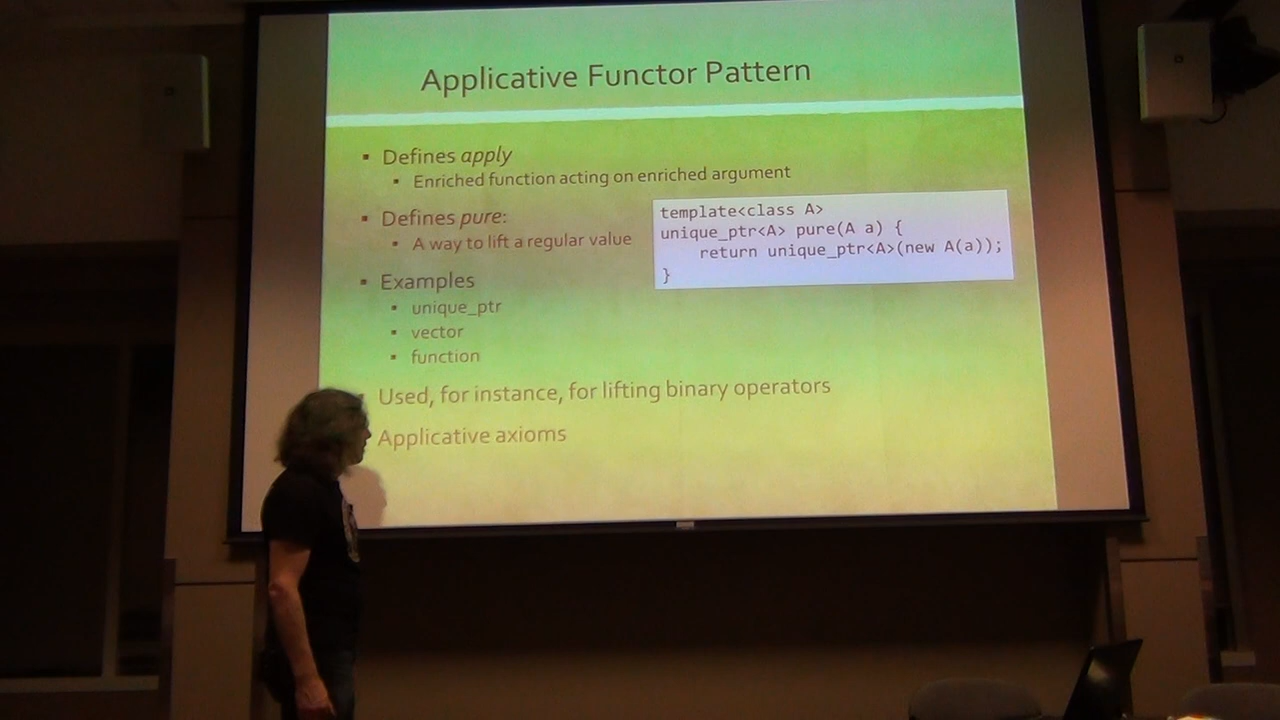 Applicative Functor Pattern
Defines apply
Enriched function acting on enriched argument
Defines pure:
A way to lift a regular value
template<class A>
unique_ptr<A> pure(A a) {
return unique_ptr<A>(new A(a));
}
Examples
unique_ptr
vector
function
Used, for instance, for lifting binary operators
Applicative axioms